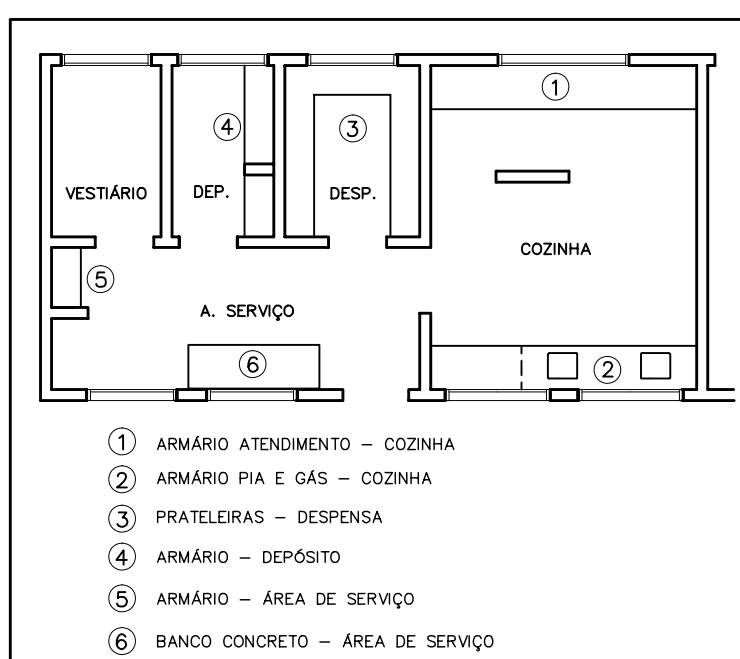 1
4
3
VESTIÁRIO
DEP.
DESP.
COZINHA
5
A. SERVIÇO
6
2
1 ARMÁRIO ATENDIMENTO – COZINHA
2 ARMÁRIO PIA E GÁS – COZINHA
3 PRATELEIRAS – DESPENSA
4 ARMÁRIO – DEPÓSITO
5 ARMÁRIO – ÁREA DE SERVIÇO
6 BANCO CONCRETO – ÁREA DE SERVIÇO